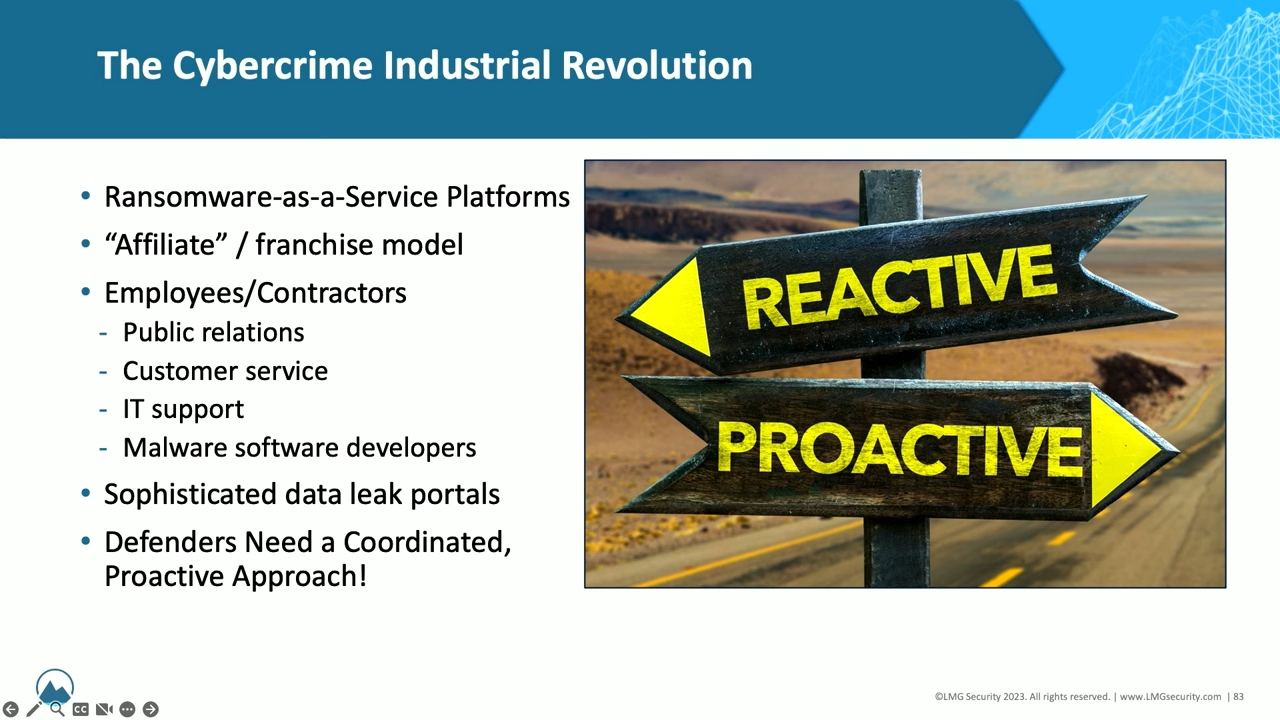 The Cybercrime Industrial Revolution
• Ransomware-as-a-Service Platforms
• “Affiliate” / franchise model
• Employees/Contractors
- Public relations
- Customer service
- IT support
- Malware software developers
• Sophisticated data leak portals
• Defenders Need a Coordinated,
Proactive Approach!
REACTIVE
PROACTIVE
CC
©LMG Security 2023. All rights reserved. | www.LMGsecurity.com | 83